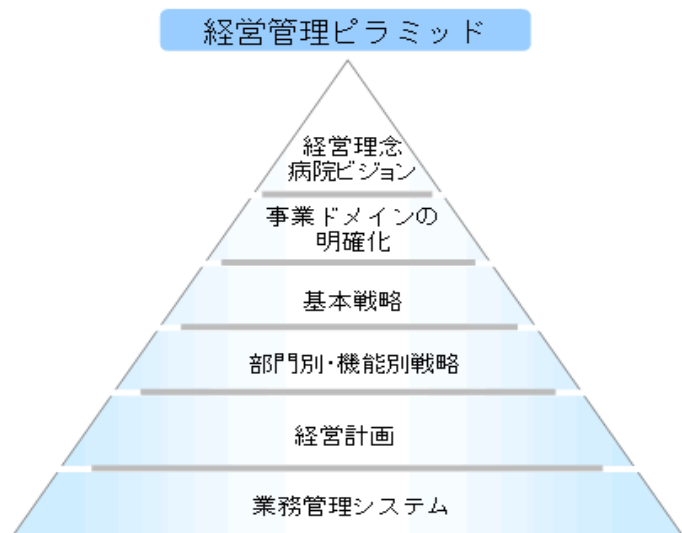 経営管理ピラミッド
経営理念
病院ビジョン
事業ドメインの
明確化
基本戦略
部門別・機能別戦略
経営計画
業務管理システム